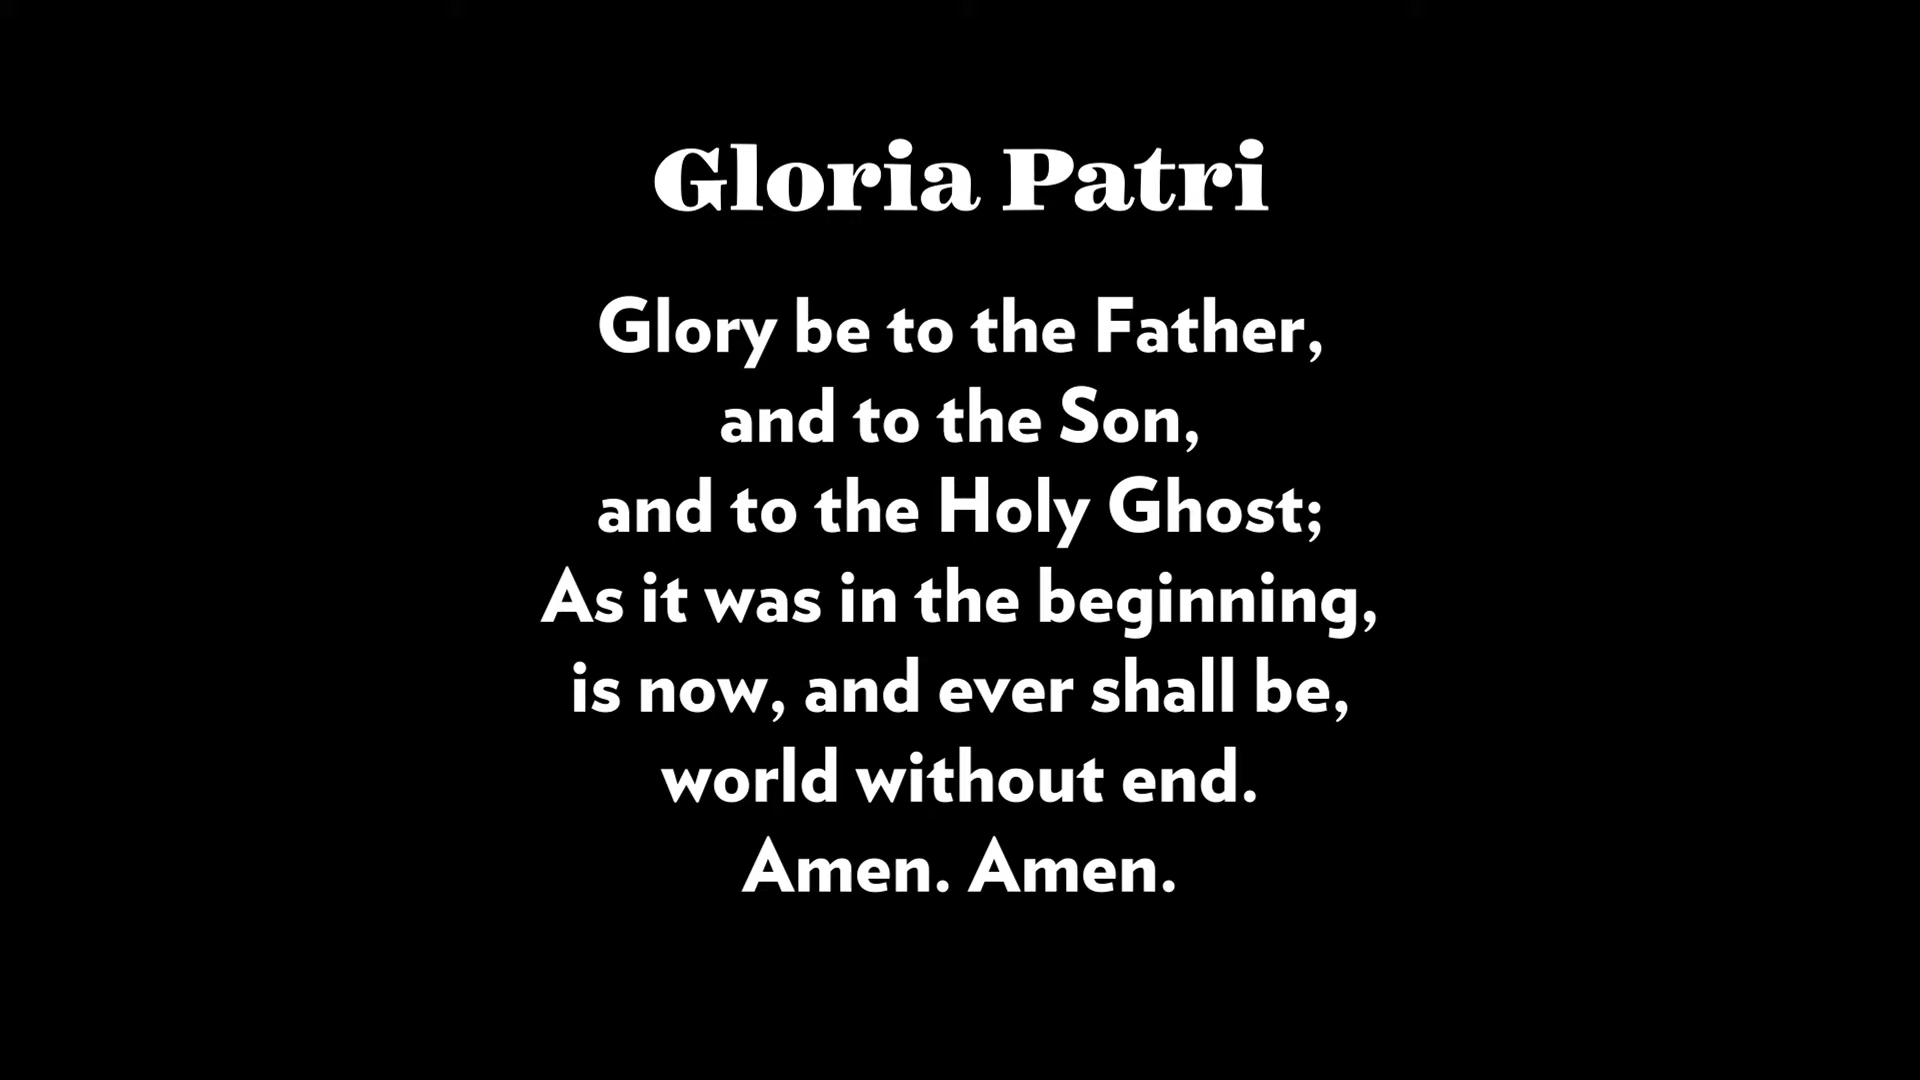 Gloria Patri
Glory be to the Father,
and to the Son,
and to the Holy Ghost;
As it was in the beginning,
is now, and ever shall be,
world without end.
Amen. Amen.